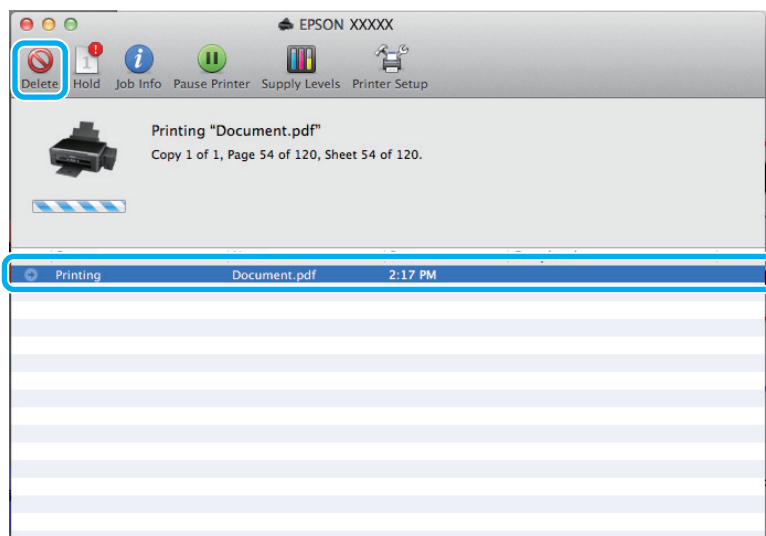 EPSON XXXXX
1
Delete Hold Job Info Pause Printer Supply Levels Printer Setup
Printing "Document.pdf"
Copy 1 of 1, Page 54 of 120, Sheet 54 of 120.
Printing Document.pdf 2:17 PM